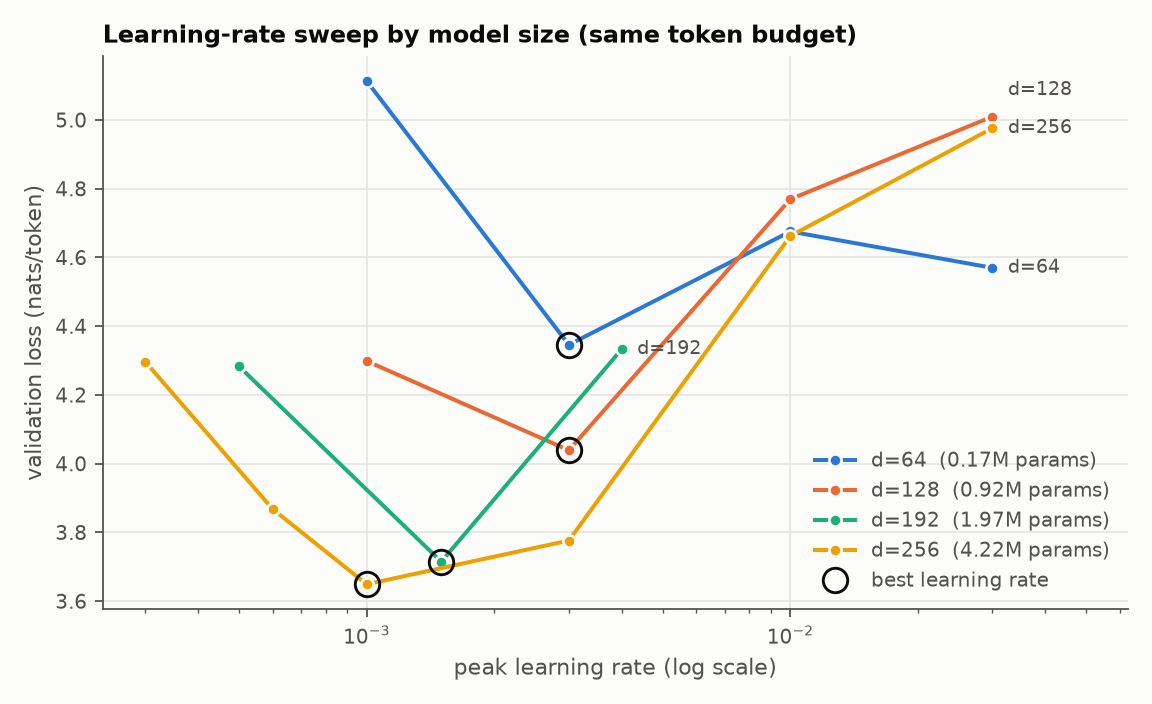 Learning-rate sweep by model size (same token budget)
validation loss (nats/token)
5.0
4.8
4.6
4.4
4.2
4.0
3.8
3.6
d=128
d=256
d=64
d=192
d=64 (0.17M params)
d=128 (0.92M params)
d=192 (1.97M params)
d=256 (4.22M params)
best learning rate
10⁻³
10⁻²
peak learning rate (log scale)